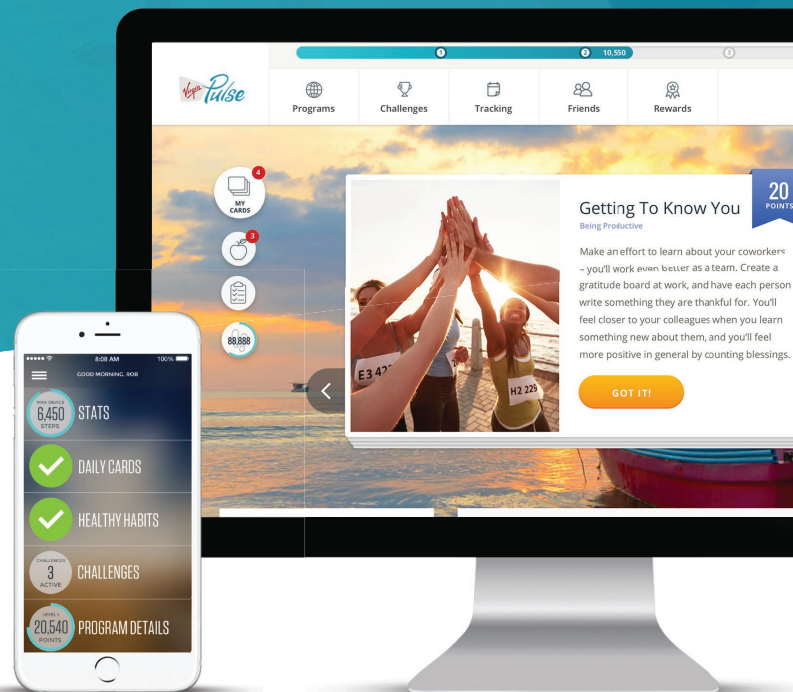 1
2 10,550
3
Virgin Pulse
Programs Challenges Tracking Friends Rewards
4
MY
CARDS
3
88,888
20
POINTS
Getting To Know You
Being Productive
Make an effort to learn about your coworkers
– you'll work even better as a team. Create a
gratitude board at work, and have each person
write something they are thankful for. You'll
feel closer to your colleagues when you learn
something new about them, and you'll feel
more positive in general by counting blessings.
GOT IT!
H2 229
8:08 AM 100%
GOOD MORNING, ROB
MAX DEVICE
6,450
STEPS
STATS
DAILY CARDS
HEALTHY HABITS
CHALLENGES
3
ACTIVE
CHALLENGES
20,540
POINTS
PROGRAM DETAILS